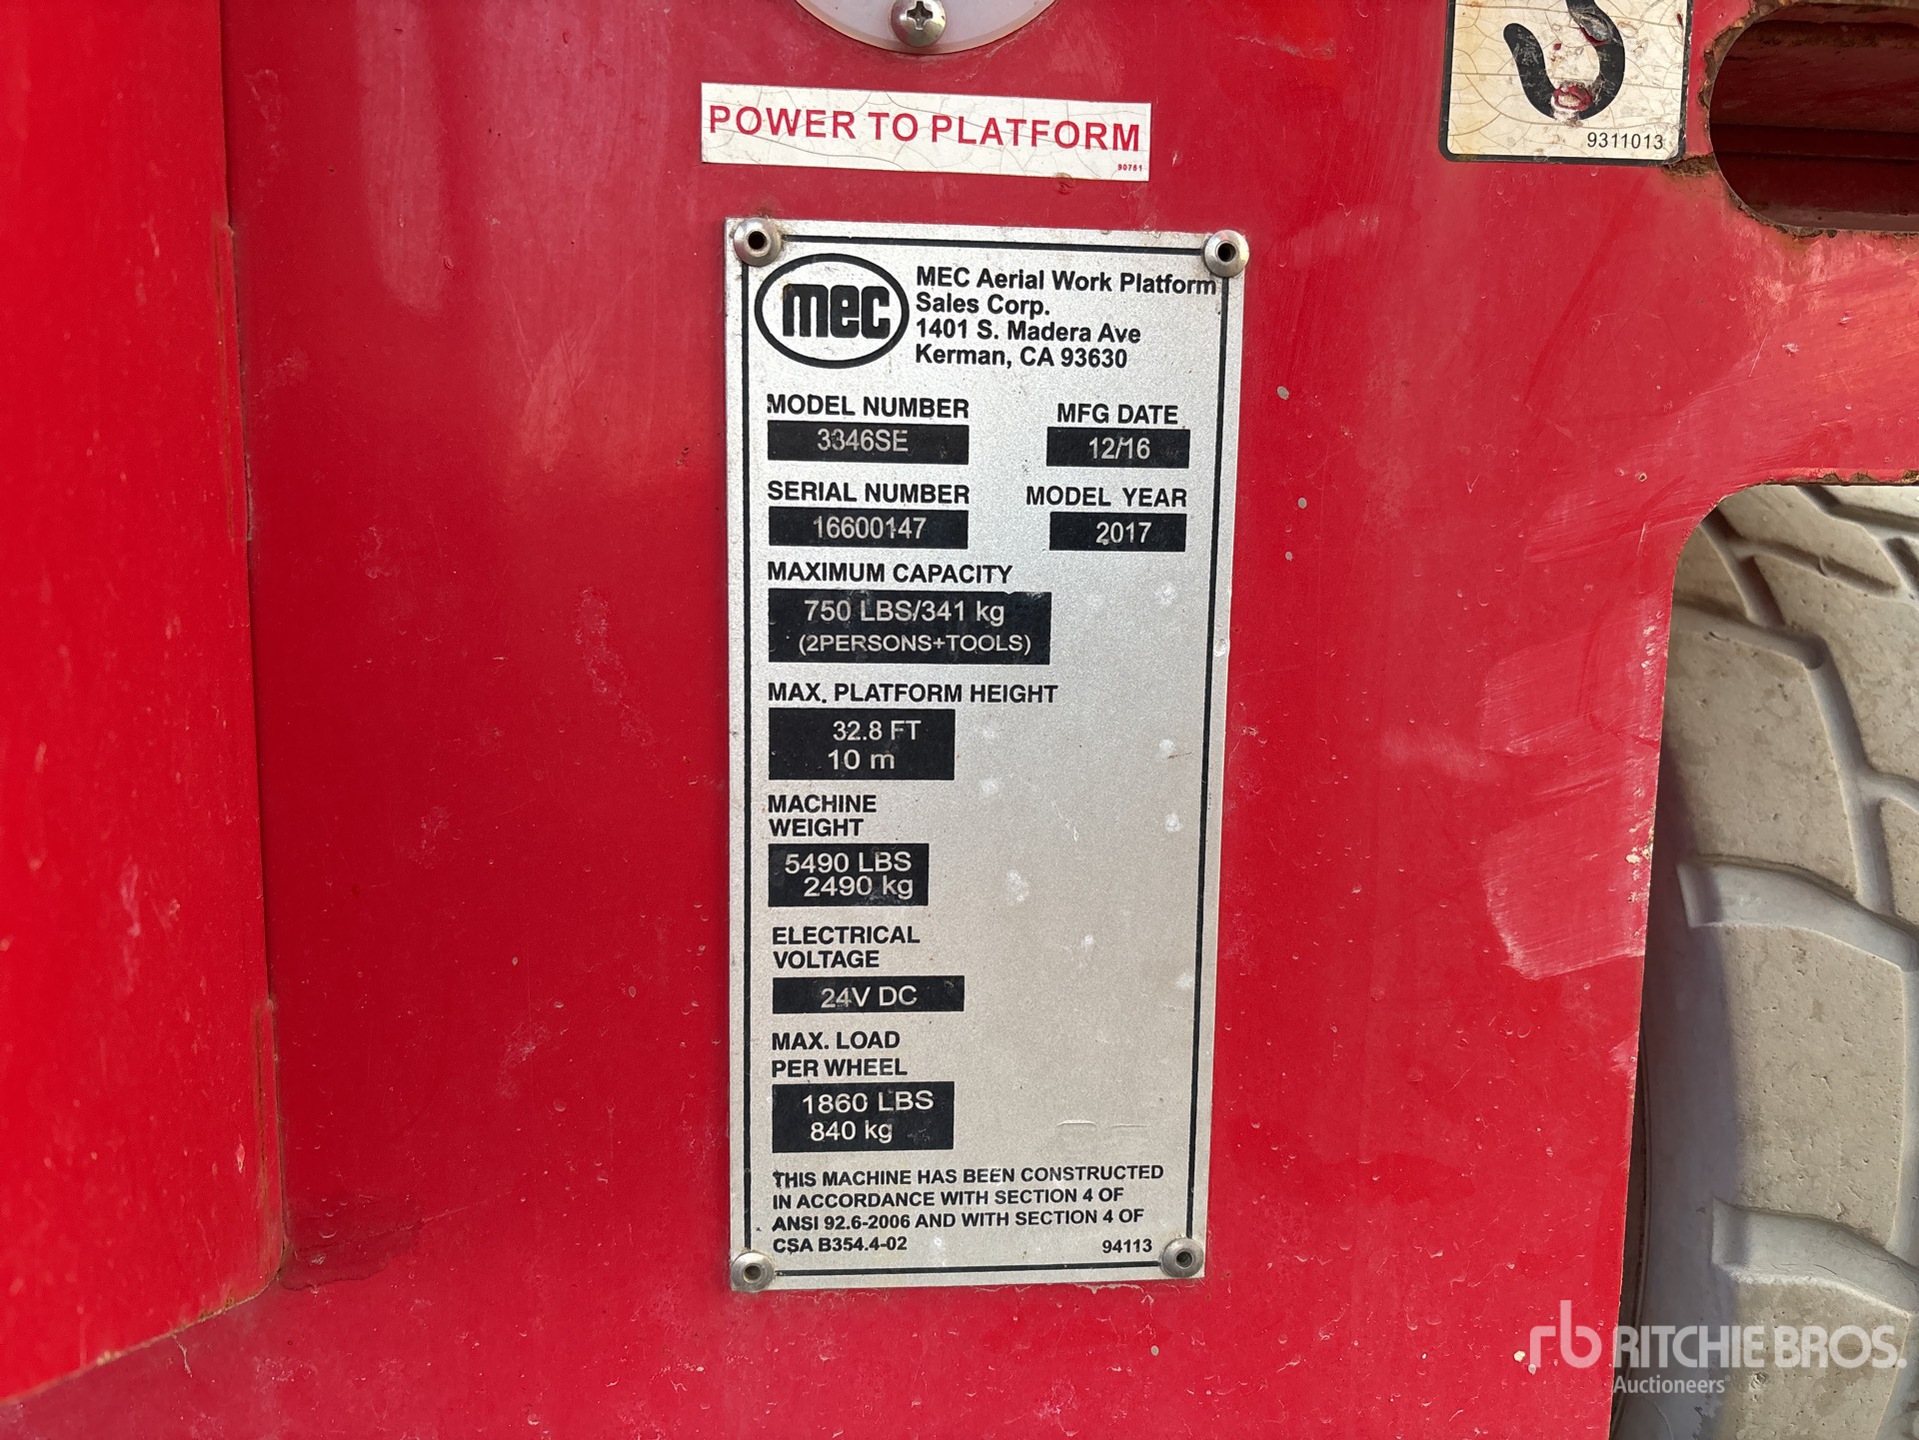 POWER TO PLATFORM
90761
9311013
mec
MEC Aerial Work Platform
Sales Corp.
1401 S. Madera Ave
Kerman, CA 93630
MODEL NUMBER
3346SE
MFG DATE
12/16
SERIAL NUMBER
16600147
MODEL YEAR
2017
MAXIMUM CAPACITY
750 LBS/341 kg
(2PERSONS+TOOLS)
MAX. PLATFORM HEIGHT
32.8 FT
10 m
MACHINE
WEIGHT
5490 LBS
2490 kg
ELECTRICAL
VOLTAGE
24V DC
MAX. LOAD
PER WHEEL
1860 LBS
840 kg
THIS MACHINE HAS BEEN CONSTRUCTED
IN ACCORDANCE WITH SECTION 4 OF
ANSI 92.6-2006 AND WITH SECTION 4 OF
CSA B354.4-02
94113
rb RITCHIE BROS.
Auctioneers